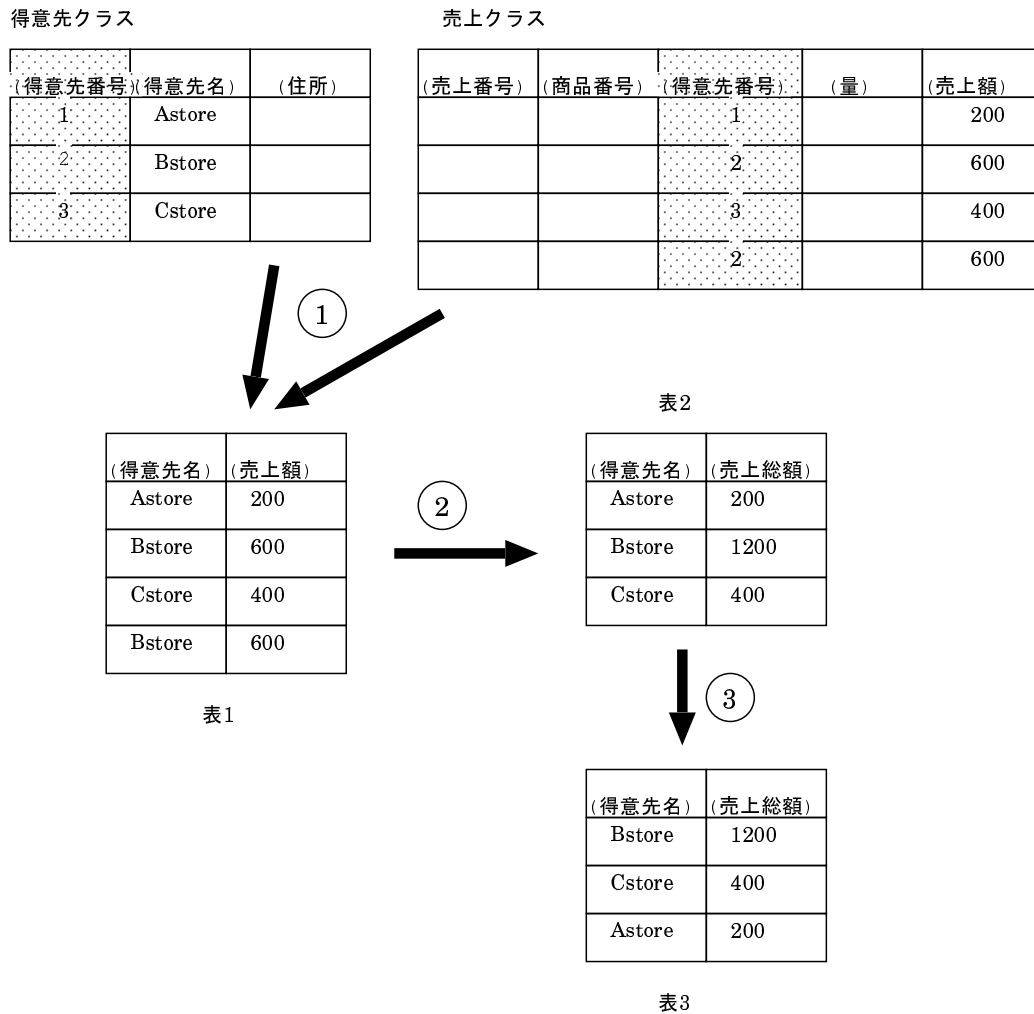 得意先クラス
売上クラス
(得意先番号)(得意先名) (住所)
1 Astore
2 Bstore
3 Cstore
(売上番号) (商品番号) (得意先番号) (量) (売上額)
1 200
2 600
3 400
2 600
①
表2
(得意先名) (売上額)
Astore 200
Bstore 600
Cstore 400
Bstore 600
表1
②
(得意先名) (売上総額)
Astore 200
Bstore 1200
Cstore 400
③
(得意先名) (売上総額)
Bstore 1200
Cstore 400
Astore 200
表3